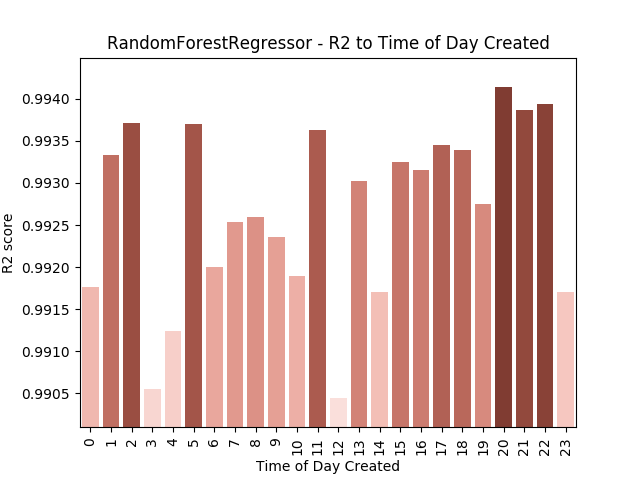 RandomForestRegressor - R2 to Time of Day Created
R2 score
0.9940
0.9935
0.9930
0.9925
0.9920
0.9915
0.9910
0.9905
0 1 2 3 4 5 6 7 8 9 10 11 12 13 14 15 16 17 18 19 20 21 22 23
Time of Day Created